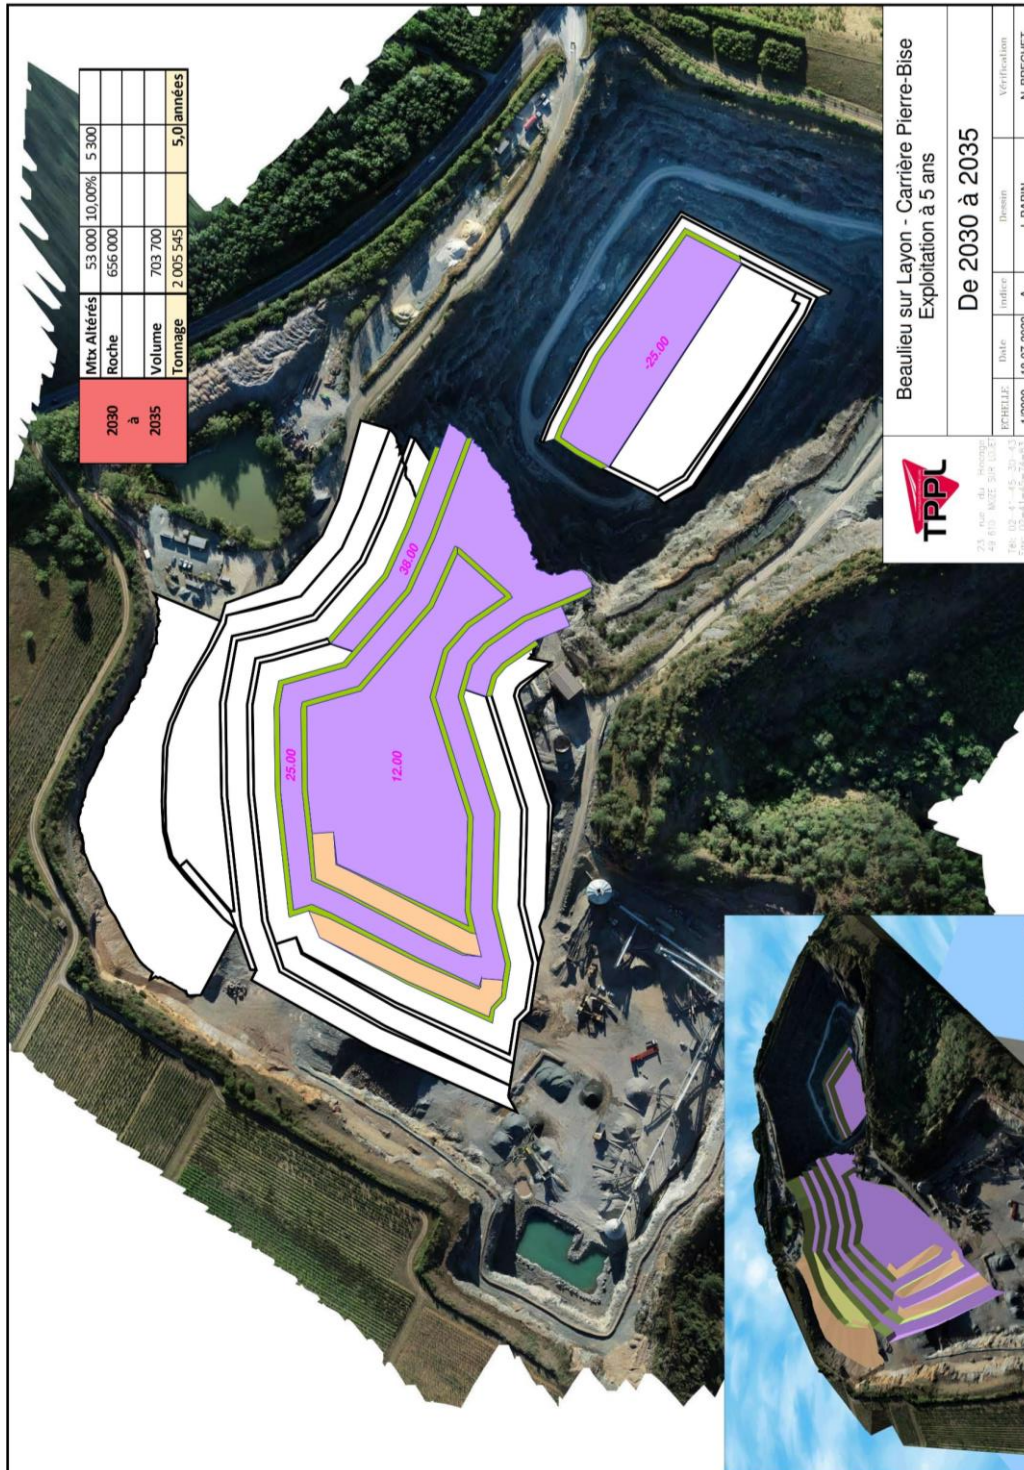 Mtx Altérés 53 000 10,00% 5 300
Roche 656 000
Volume 703 700
Tonnage 2 005 545 5,0 années
2030
à
2035
38.00
25.00
12.00
-25.00
Beaulieu sur Layon - Carrière Pierre-Bise
Exploitation à 5 ans
De 2030 à 2035
TPPL
ECHELLE Date indice Dessin Vérification